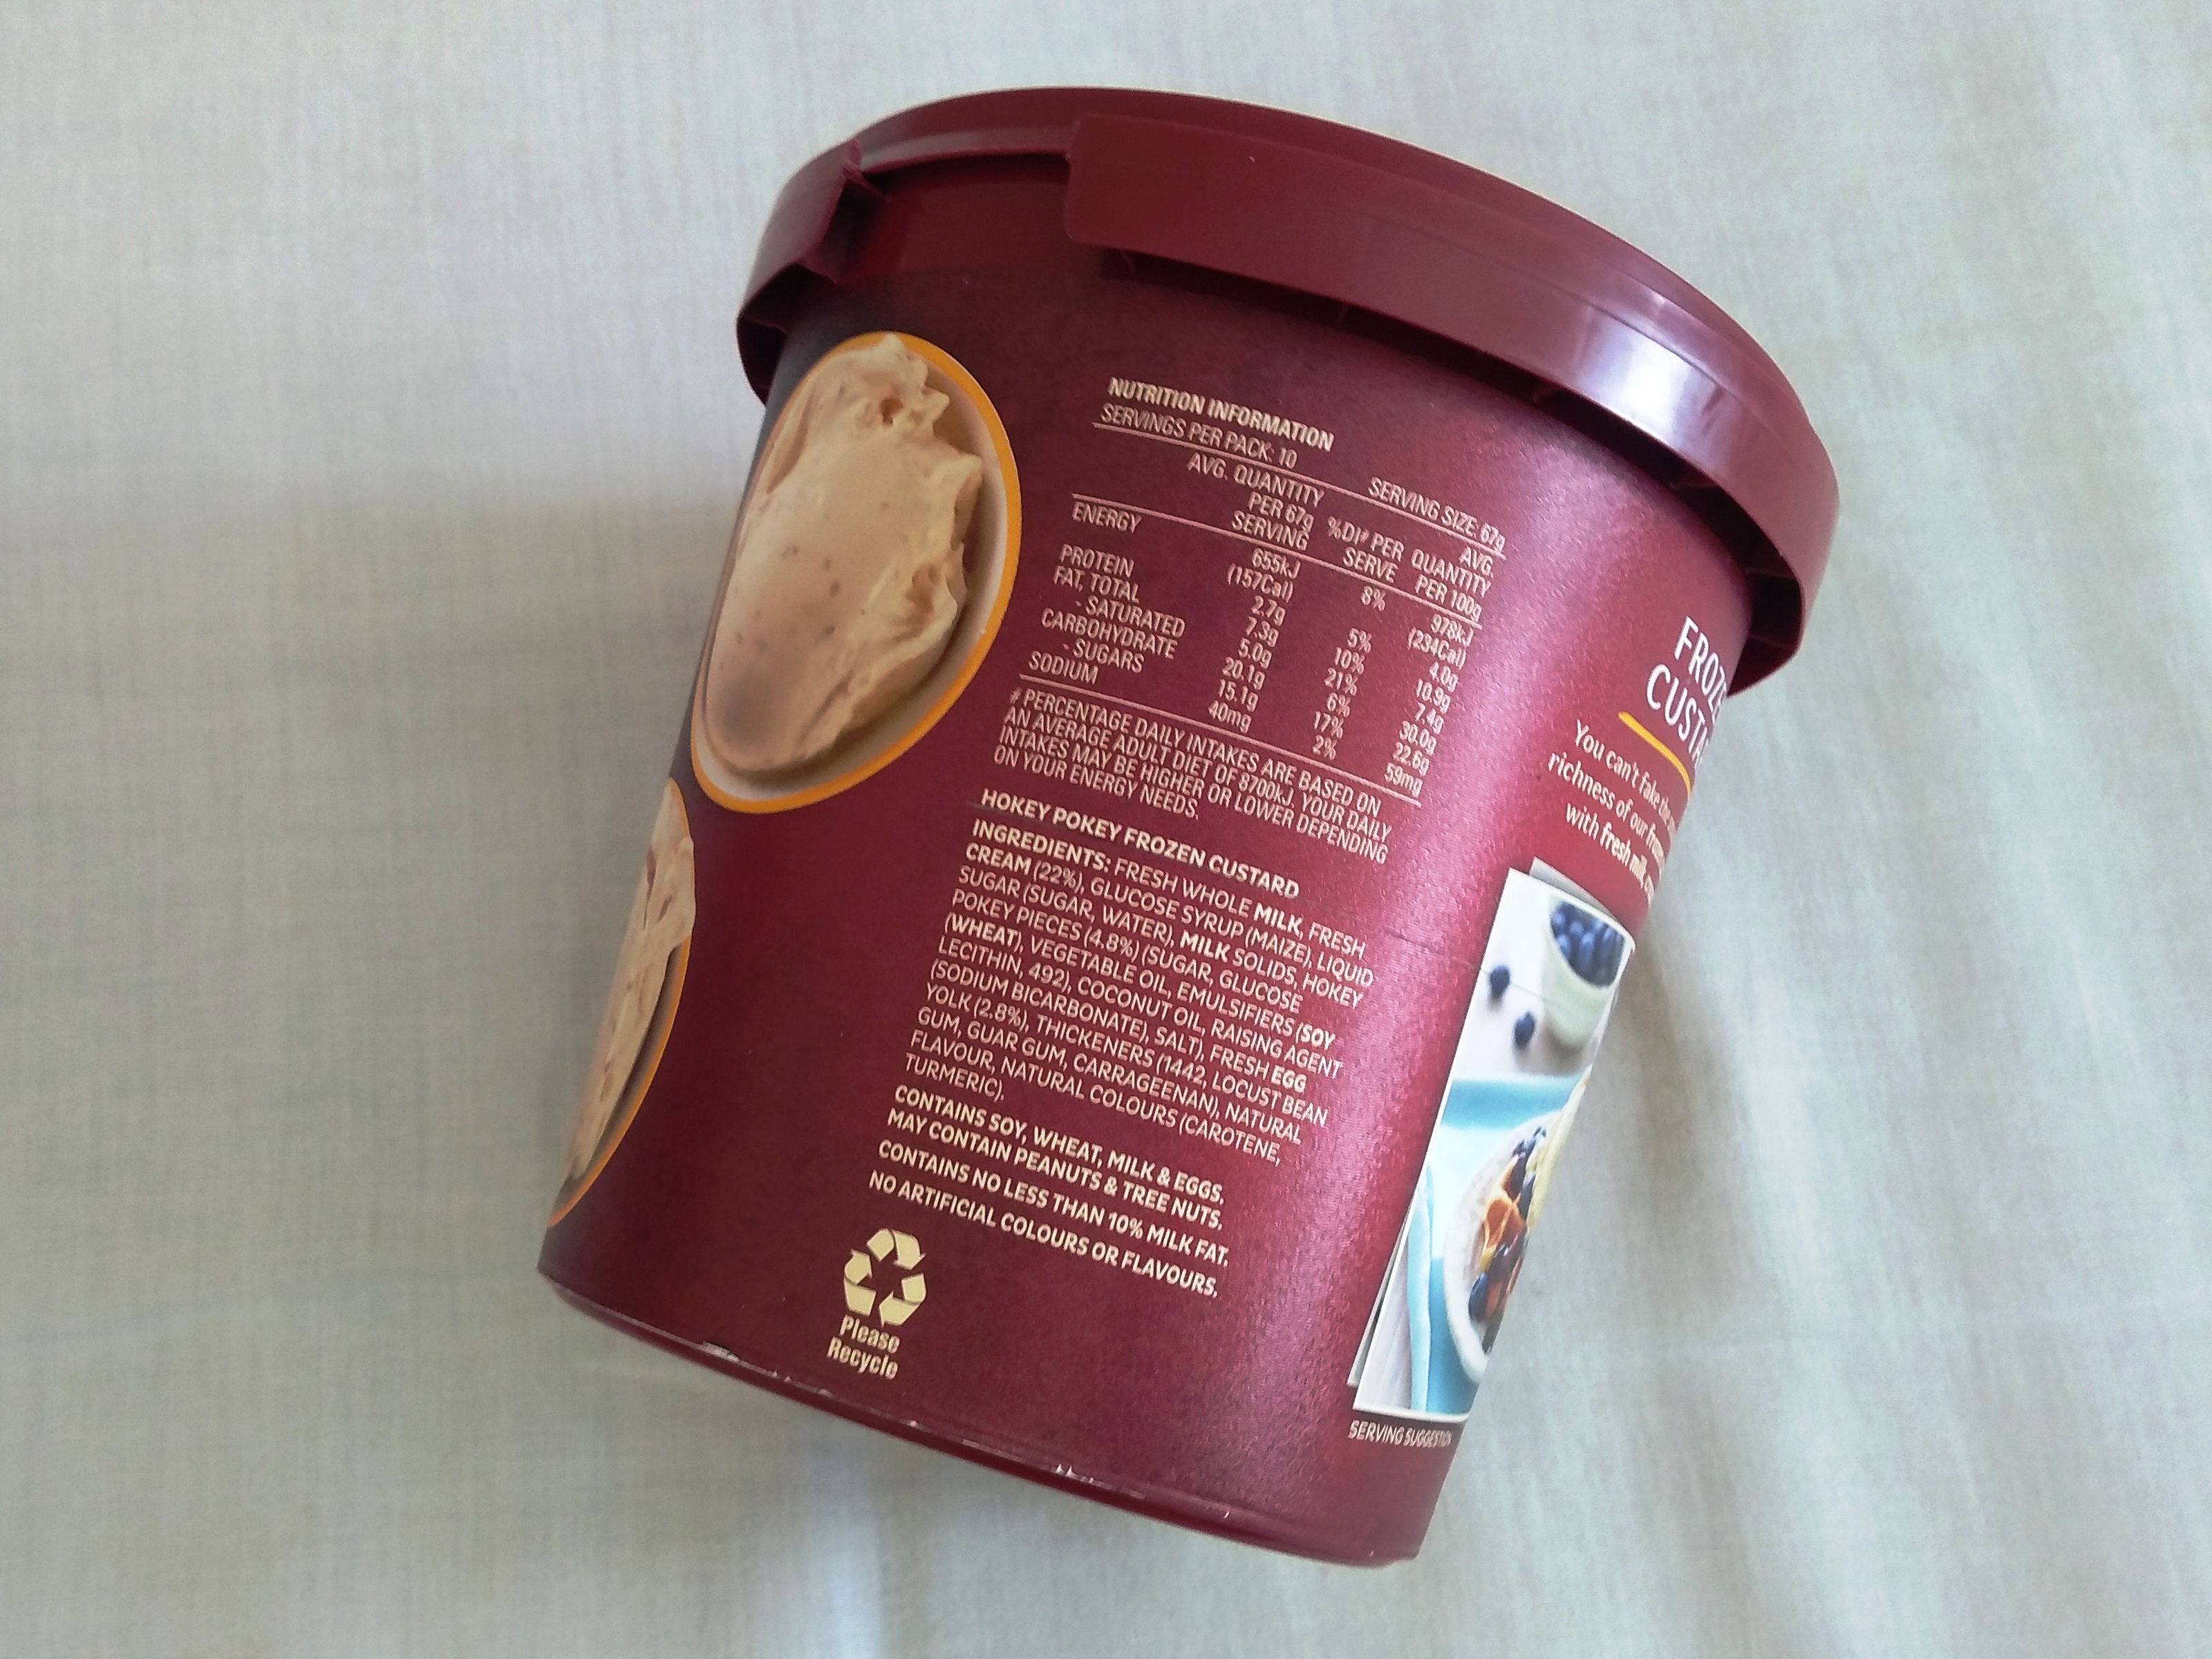 NUTRITION INFORMATION
SERVINGS PER PACK: 10 SERVING SIZE: 67g
AVG. QUANTITY PER 67g SERVING %DI# PER SERVE AVG. QUANTITY PER 100g
ENERGY 655kJ 8% 978kJ
(157Cal) (234Cal)
PROTEIN 2.7g 5% 4.0g
FAT, TOTAL 7.3g 10% 10.9g
- SATURATED 5.0g 21% 7.4g
CARBOHYDRATE 20.1g 6% 30.0g
- SUGARS 15.1g 17% 22.6g
SODIUM 40mg 2% 59mg
# PERCENTAGE DAILY INTAKES ARE BASED ON
AN AVERAGE ADULT DIET OF 8700kJ. YOUR DAILY
INTAKES MAY BE HIGHER OR LOWER DEPENDING
ON YOUR ENERGY NEEDS.
HOKEY POKEY FROZEN CUSTARD
INGREDIENTS: FRESH WHOLE MILK, FRESH
CREAM (22%), GLUCOSE SYRUP (MAIZE), LIQUID
SUGAR (SUGAR, WATER), MILK SOLIDS, HOKEY
POKEY PIECES (4.8%) (SUGAR, GLUCOSE
(WHEAT), VEGETABLE OIL, EMULSIFIERS (SOY
LECITHIN, 492), COCONUT OIL, RAISING AGENT
(SODIUM BICARBONATE), SALT), FRESH EGG
YOLK (2.8%), THICKENERS (1442, LOCUST BEAN
GUM, GUAR GUM, CARRAGEENAN), NATURAL
FLAVOUR, NATURAL COLOURS (CAROTENE,
TURMERIC).
CONTAINS SOY, WHEAT, MILK & EGGS.
MAY CONTAIN PEANUTS & TREE NUTS.
CONTAINS NO LESS THAN 10% MILK FAT.
NO ARTIFICIAL COLOURS OR FLAVOURS.
Please
Recycle
You can't fake the
richness of our
with fresh milk,
SERVING SUGGESTION